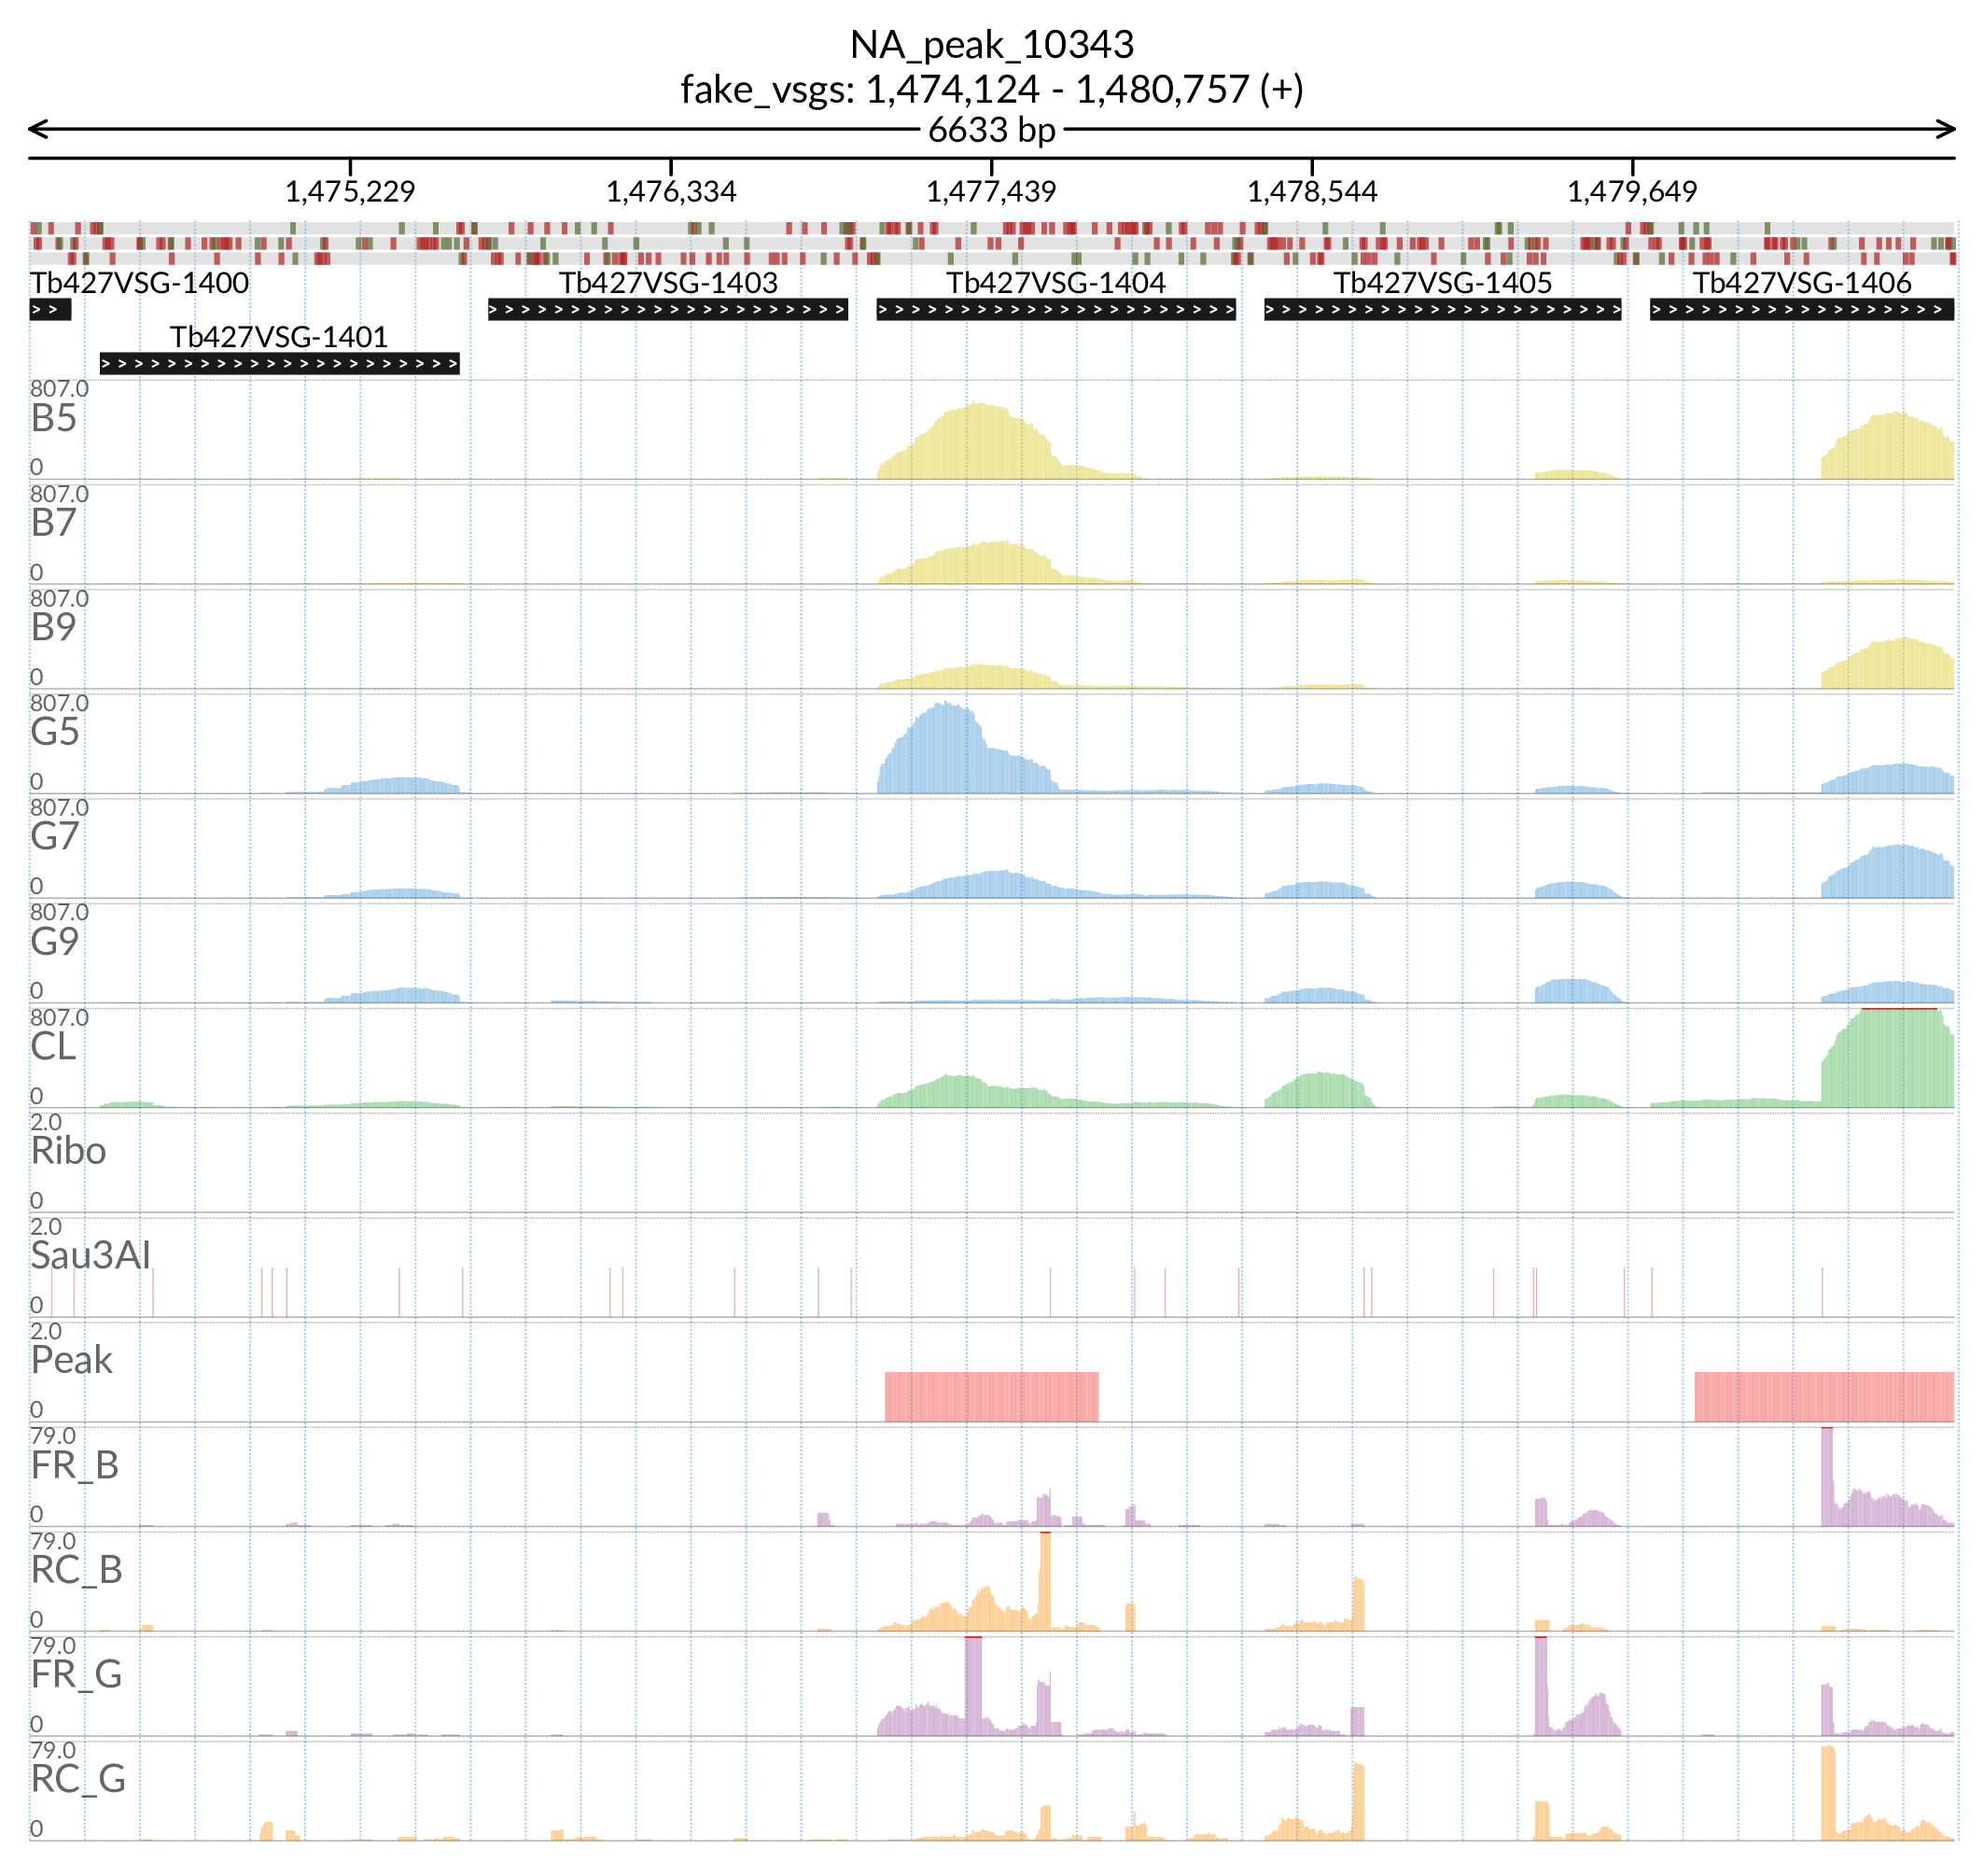 NA_peak_10343
fake_vsgs: 1,474,124 - 1,480,757 (+)
6633 bp
1,475,229 1,476,334 1,477,439 1,478,544 1,479,649
Tb427VSG-1400 Tb427VSG-1403 Tb427VSG-1404 Tb427VSG-1405 Tb427VSG-1406
Tb427VSG-1401
807.0
B5
0
807.0
B7
0
807.0
B9
0
807.0
G5
0
807.0
G7
0
807.0
G9
0
807.0
CL
0
2.0
Ribo
0
2.0
Sau3AI
0
2.0
Peak
0
79.0
FR_B
0
79.0
RC_B
0
79.0
FR_G
0
79.0
RC_G
0